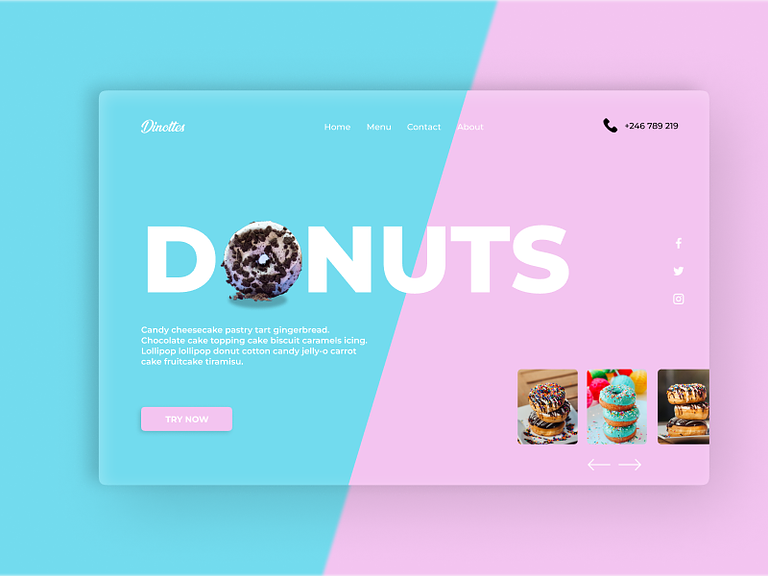 Dinottes
Home Menu Contact About
+246 789 219
DONUTS
Candy cheesecake pastry tart gingerbread.
Chocolate cake topping cake biscuit caramels icing.
Lollipop lollipop donut cotton candy jelly-o carrot
cake fruitcake tiramisu.
TRY NOW